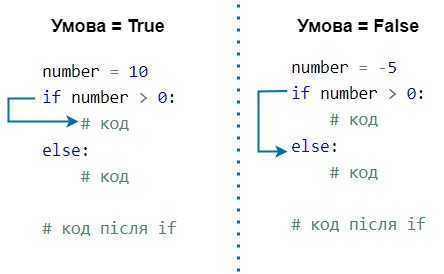 Умова = True
number = 10
if number > 0:
    # код
else:
    # код
# код після if
Умова = False
number = -5
if number > 0:
    # код
else:
    # код
# код після if